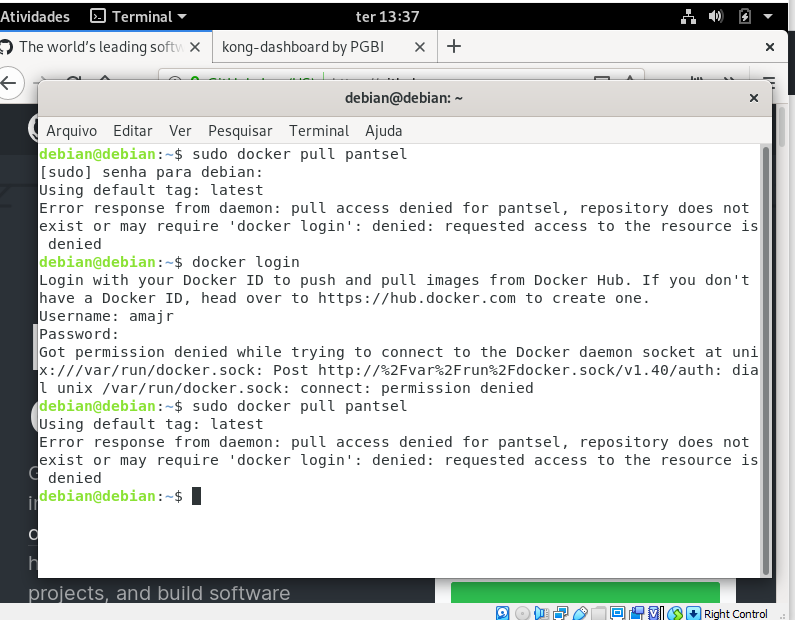 Atividades
Terminal
ter 13:37
The world's leading softw
kong-dashboard by PGBI
debian@debian: ~
Arquivo Editar Ver Pesquisar Terminal Ajuda
debian@debian:~$ sudo docker pull pantsel
[sudo] senha para debian:
Using default tag: latest
Error response from daemon: pull access denied for pantsel, repository does not
exist or may require 'docker login': denied: requested access to the resource is
 denied
debian@debian:~$ docker login
Login with your Docker ID to push and pull images from Docker Hub. If you don't
have a Docker ID, head over to https://hub.docker.com to create one.
Username: amajr
Password:
Got permission denied while trying to connect to the Docker daemon socket at uni
x:///var/run/docker.sock: Post http://%2Fvar%2Frun%2Fdocker.sock/v1.40/auth: dia
l unix /var/run/docker.sock: connect: permission denied
debian@debian:~$ sudo docker pull pantsel
Using default tag: latest
Error response from daemon: pull access denied for pantsel, repository does not
exist or may require 'docker login': denied: requested access to the resource is
 denied
debian@debian:~$
projects, and build software
Right Control